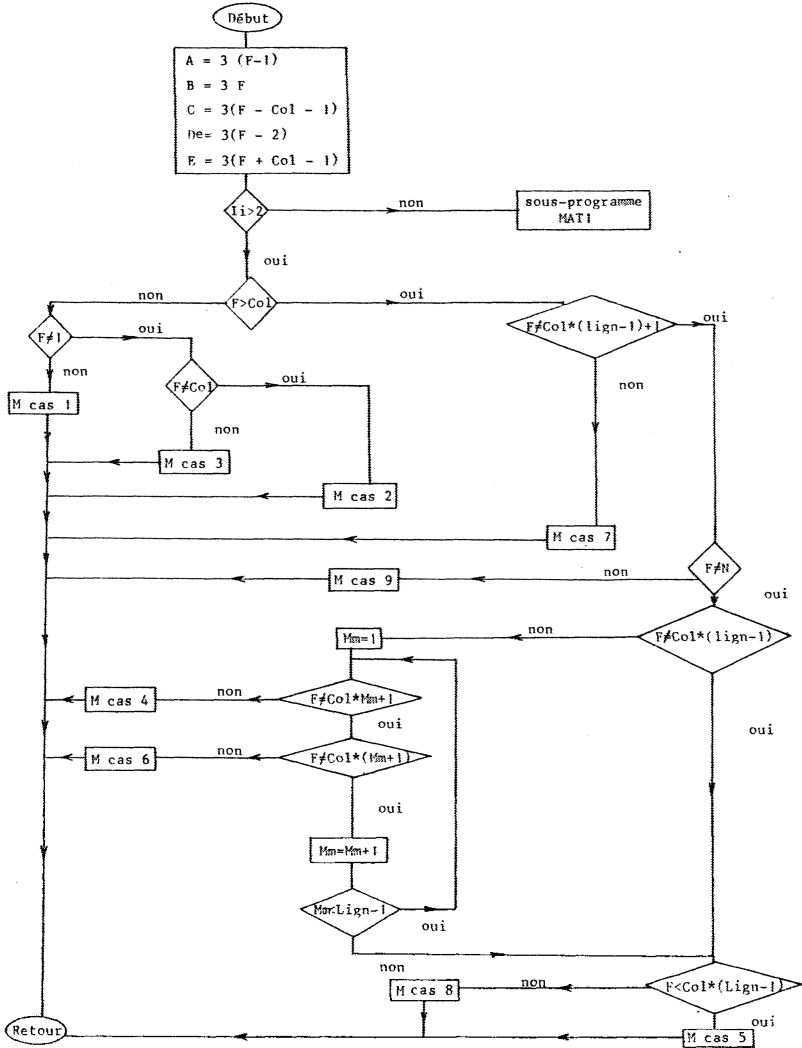 Début
A = 3 (F-1)
B = 3 F
C = 3(F - Col - 1)
De= 3(F - 2)
E = 3(F + Col - 1)
Ii>2
non
sous-programme
MAT1
oui
non
F>Col
oui
F≠Col*(lign-1)+1
oui
F≠1
oui
non
F≠Col
oui
non
M cas 1
non
M cas 3
M cas 2
M cas 7
F≠N
non
M cas 9
oui
Mm=1
non
F≠Col*(lign-1)
M cas 4
non
F≠Col*Mm+1
oui
oui
M cas 6
non
F≠Col*(Mm+1)
oui
Mm=Mm+1
Mm<Lign-1
oui
non
M cas 8
non
F<Col*(Lign-1)
oui
Retour
M cas 5